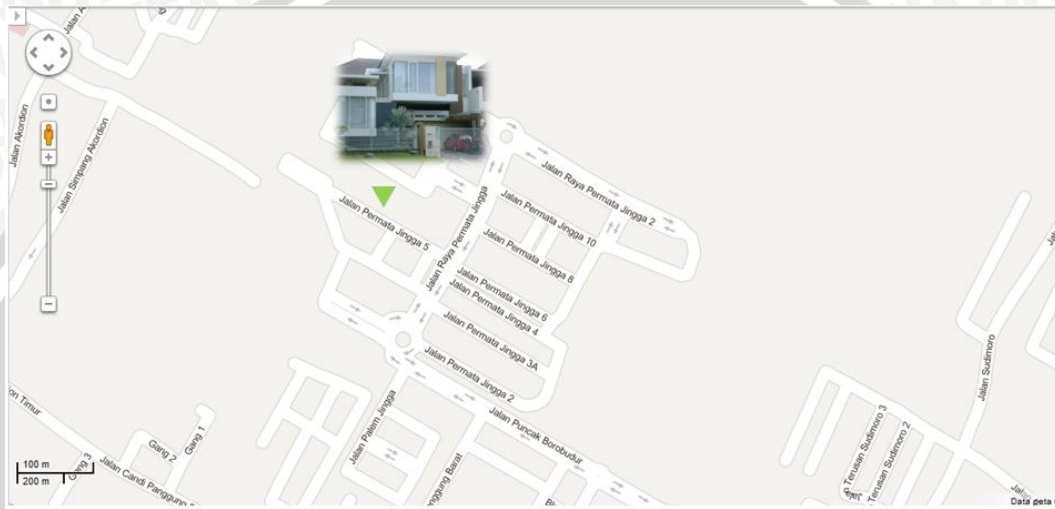 Jalan Akordion
Jalan Simpang Akordion
Jalan Raya Permata Jingga 2
Jalan Permata Jingga 10
Jalan Permata Jingga 5
Jalan Raya Permata Jingga
Jalan Permata Jingga 8
Jalan Permata Jingga 6
Jalan Permata Jingga 4
Jalan Permata Jingga 3A
Jalan Permata Jingga 2
Jalan Puncak Borobudur
Jalan Palem Jingga
Jalan Sudimoro
Terusan Sudimoro 3
Terusan Sudimoro 2
Timur
Gang 1
Gang 2
Gang 3
Jalan Candi Panggung
Barat
100 m
200 m
Data peta